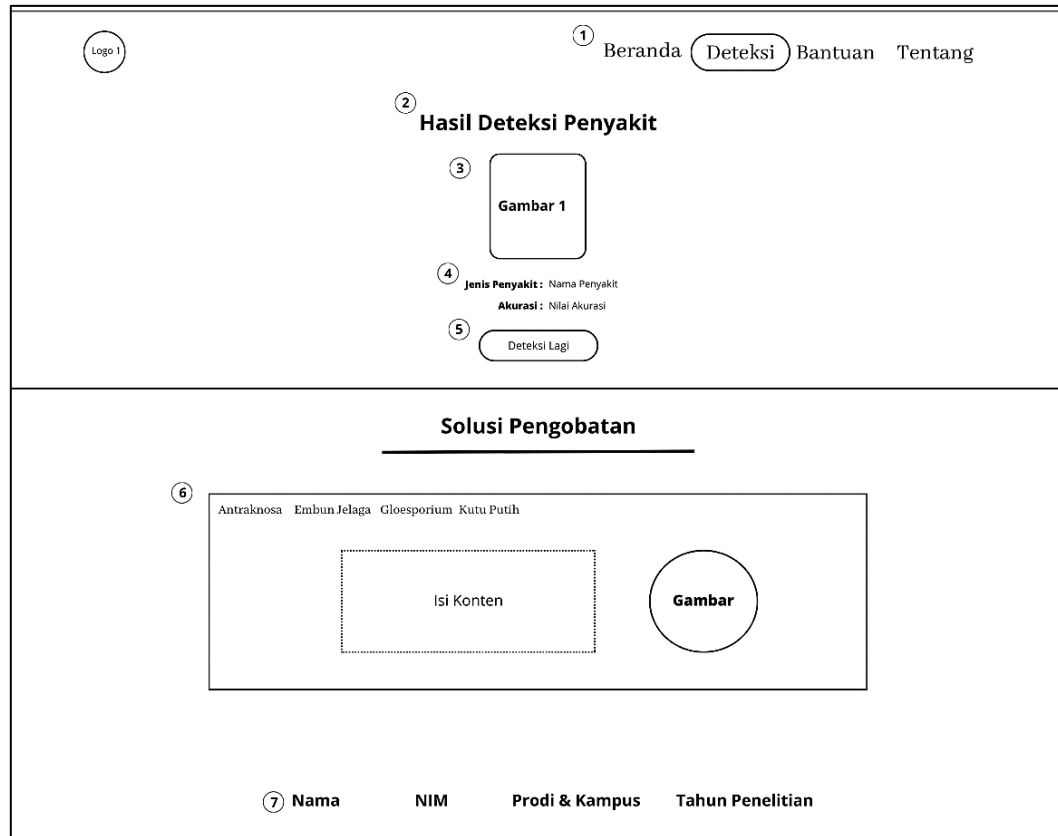 Logo 1
1 Beranda Deteksi Bantuan Tentang
2 Hasil Deteksi Penyakit
3
Gambar 1
4 Jenis Penyakit : Nama Penyakit
Akurasi : Nilai Akurasi
5
Deteksi Lagi
Solusi Pengobatan
6
Antraknosa Embun Jelaga Gloesporium Kutu Putih
Isi Konten Gambar
7 Nama NIM Prodi & Kampus Tahun Penelitian